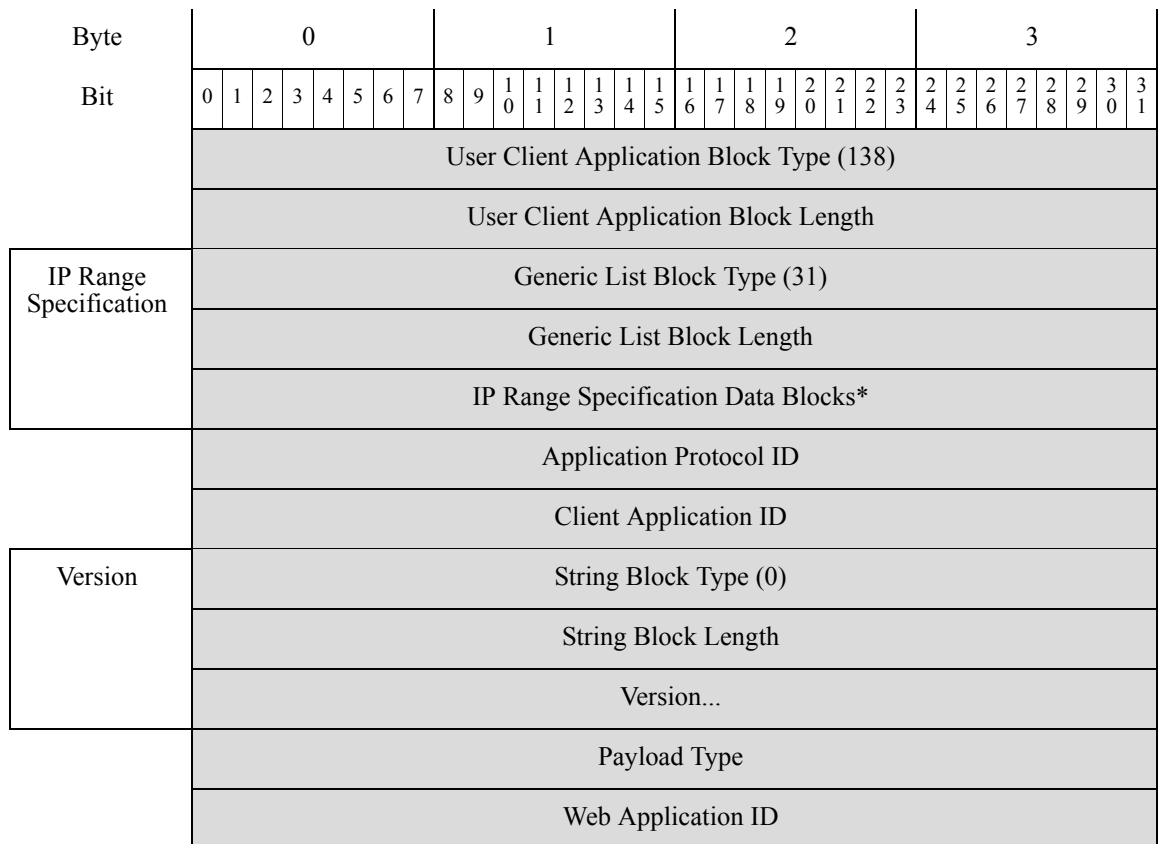 Byte 0 1 2 3
Bit 0 1 2 3 4 5 6 7 8 9 10 11 12 13 14 15 16 17 18 19 20 21 22 23 24 25 26 27 28 29 30 31
User Client Application Block Type (138)
User Client Application Block Length
IP Range
Specification
Generic List Block Type (31)
Generic List Block Length
IP Range Specification Data Blocks*
Application Protocol ID
Client Application ID
Version
String Block Type (0)
String Block Length
Version...
Payload Type
Web Application ID